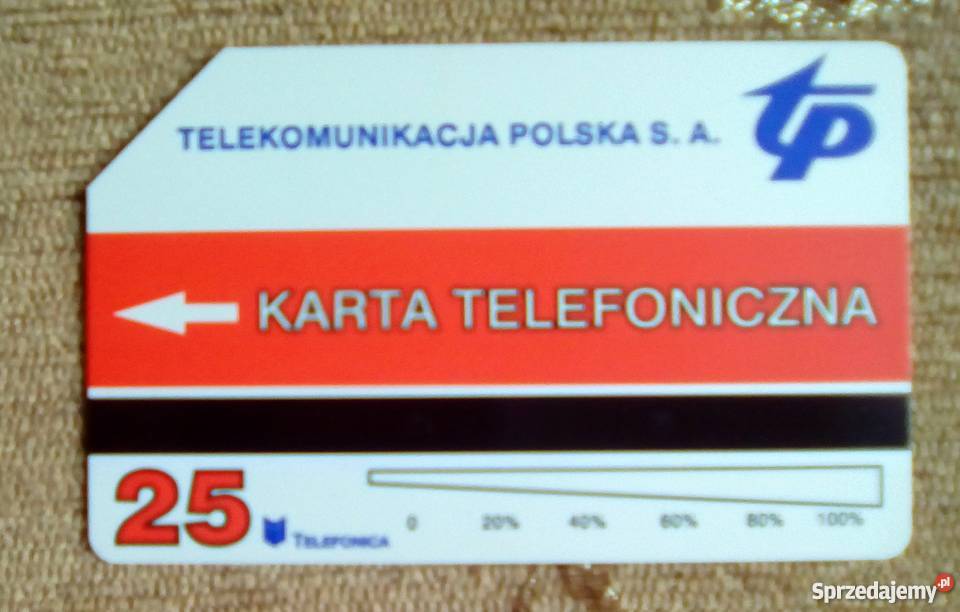 TELEKOMUNIKACJA POLSKA S. A.
tp
KARTA TELEFONICZNA
25
TELEFONICA
0 20% 40% 60% 80% 100%
Sprzedajemy.pl